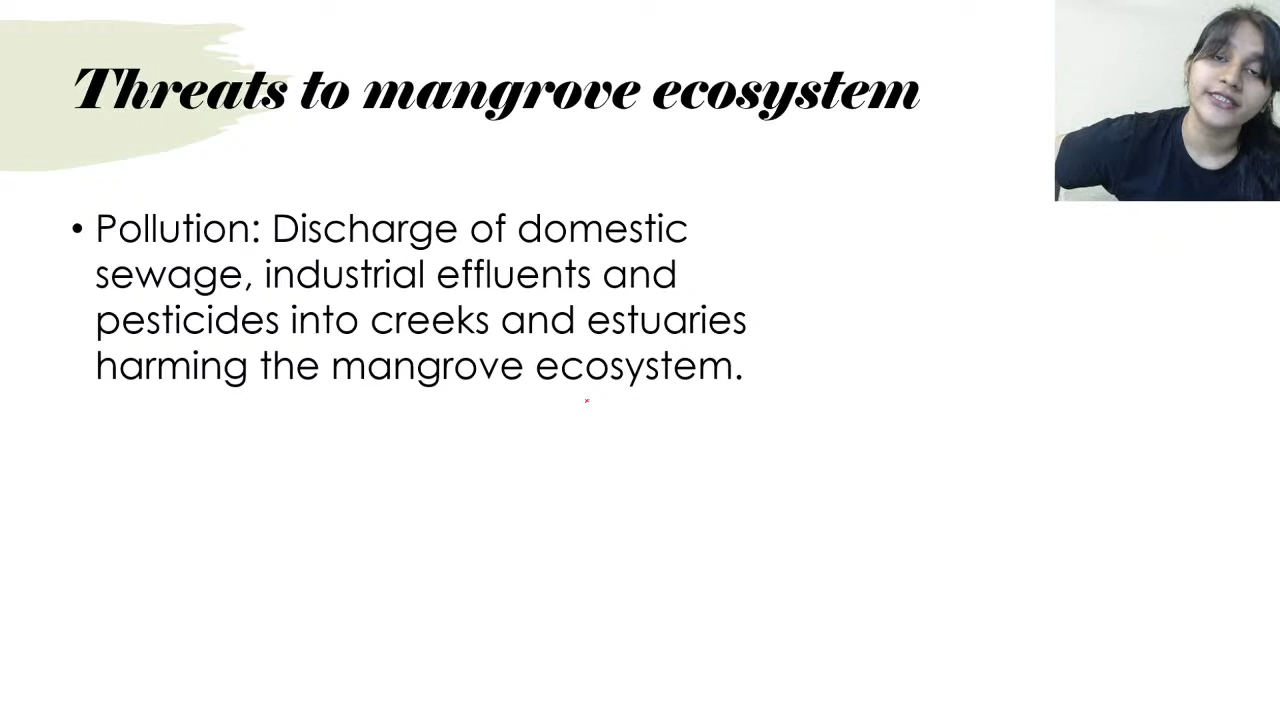 Threats to mangrove ecosystem
• Pollution: Discharge of domestic
sewage, industrial effluents and
pesticides into creeks and estuaries
harming the mangrove ecosystem.